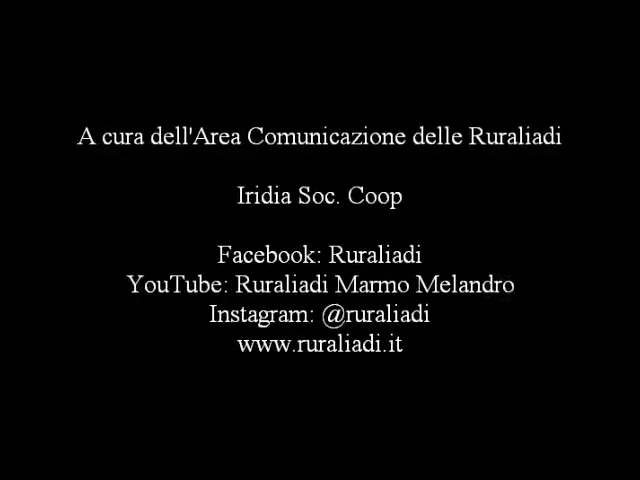 A cura dell'Area Comunicazione delle Ruraliadi
Iridia Soc. Coop
Facebook: Ruraliadi
YouTube: Ruraliadi Marmo Melandro
Instagram: @ruraliadi
www.ruraliadi.it